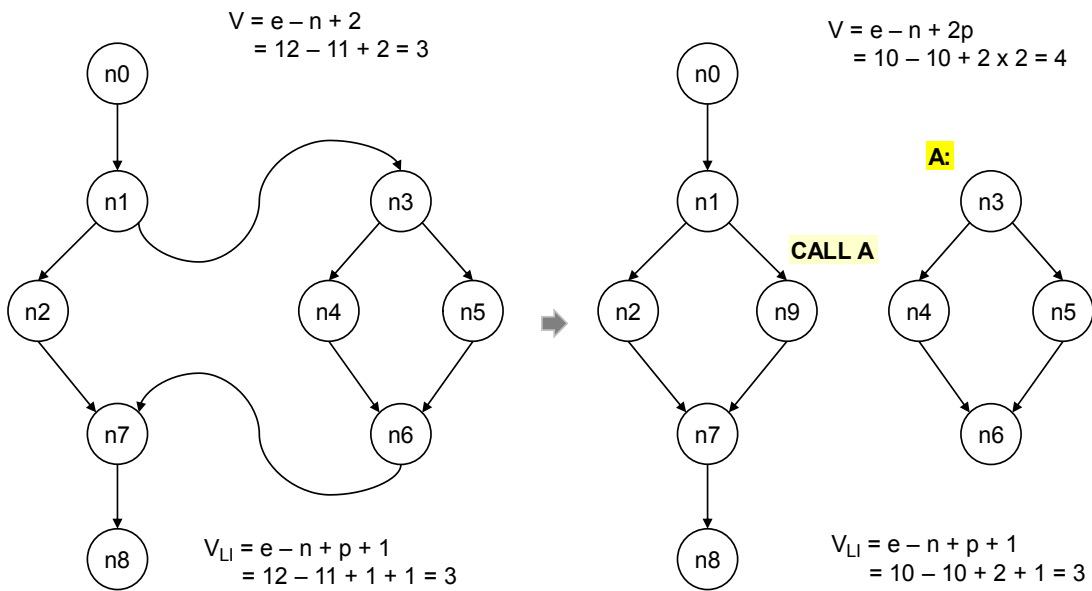 V = e – n + 2
= 12 – 11 + 2 = 3
V = e – n + 2p
= 10 – 10 + 2 x 2 = 4
n0
n0
A:
n1
n3
n1
n3
CALL A
n2
n4
n5
n2
n9
n4
n5
n7
n6
n7
n6
V_LI = e – n + p + 1
= 12 – 11 + 1 + 1 = 3
n8
n8
V_LI = e – n + p + 1
= 10 – 10 + 2 + 1 = 3